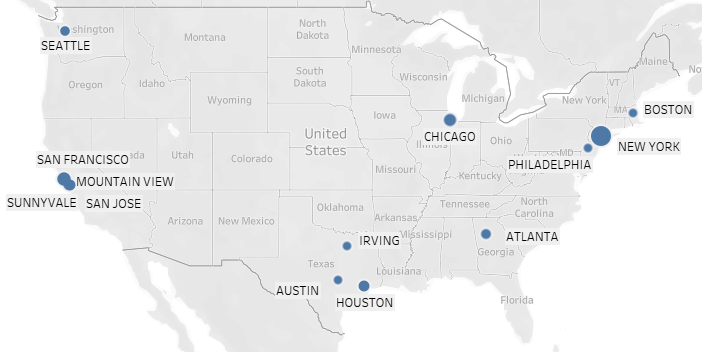 shington
SEATTLE
Montana
North
Dakota
Minnesota
Oregon
Idaho
Wyoming
South
Dakota
Wisconsin
Michigan
Maine
No
VT
New York
MA
BOSTON
Iowa
CHICAGO
Illinois
Ohio
NEW YORK
PHILADELPHIA
MD
SAN FRANCISCO
da
Utah
Colorado
United
States
Missouri
Kentucky
MOUNTAIN VIEW
SUNNYVALE
SAN JOSE
Arizona
New Mexico
Oklahoma
Arkansas
Tennessee
North
Carolina
IRVING
Mississippi
ATLANTA
Georgia
Texas
Louisiana
AUSTIN
HOUSTON
Florida